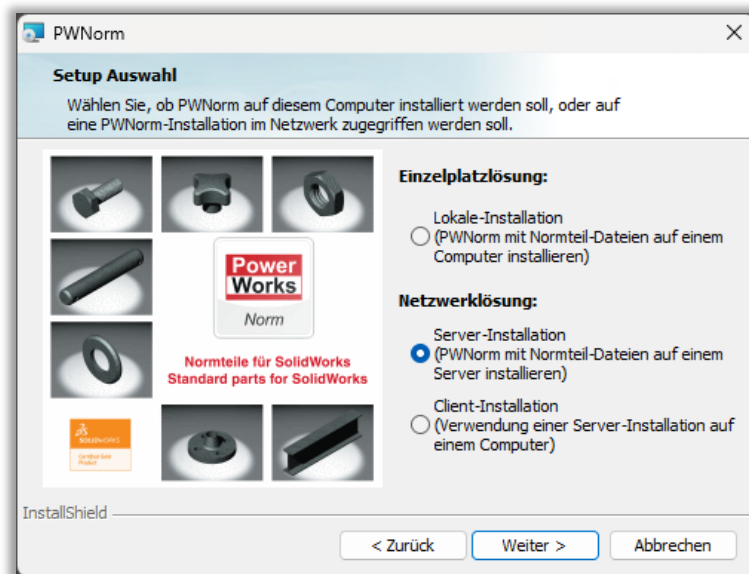 PWNorm
Setup Auswahl
Wählen Sie, ob PWNorm auf diesem Computer installiert werden soll, oder auf
eine PWNorm-Installation im Netzwerk zugegriffen werden soll.
Einzelplatzlösung:
Lokale-Installation
(PWNorm mit Normteil-Dateien auf einem
Computer installieren)
Netzwerklösung:
Server-Installation
(PWNorm mit Normteil-Dateien auf einem
Server installieren)
Client-Installation
(Verwendung einer Server-Installation auf
einem Computer)
Power
Works
Norm
Normteile für SolidWorks
Standard parts for SolidWorks
SOLIDWORKS
Certified Gold
Product
InstallShield
< Zurück
Weiter >
Abbrechen